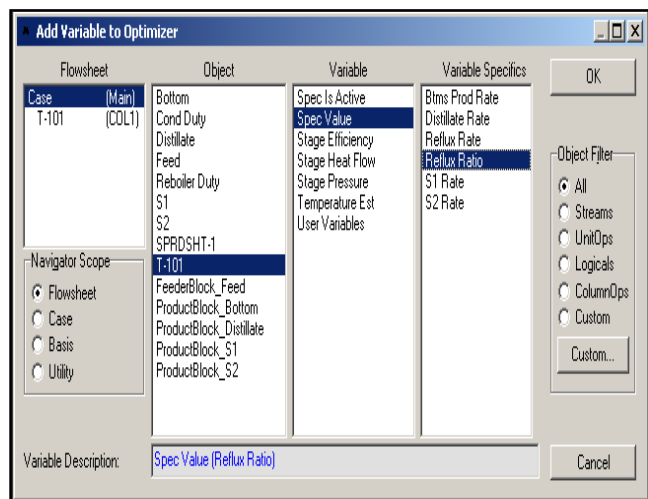 Add Variable to Optimizer
Flowsheet
Case (Main)
T-101 (COL1)
Navigator Scope
Flowsheet
Case
Basis
Utility
Object
Bottom
Cond Duty
Distillate
Feed
Reboiler Duty
S1
S2
SPRDSHT-1
T-101
FeederBlock_Feed
ProductBlock_Bottom
ProductBlock_Distillate
ProductBlock_S1
ProductBlock_S2
Variable
Spec Is Active
Spec Value
Stage Efficiency
Stage Heat Flow
Stage Pressure
Temperature Est
User Variables
Variable Specifics
Btms Prod Rate
Distillate Rate
Reflux Rate
Reflux Ratio
S1 Rate
S2 Rate
OK
Object Filter
All
Streams
UnitOps
Logicals
ColumnOps
Custom
Custom...
Variable Description: Spec Value (Reflux Ratio)
Cancel